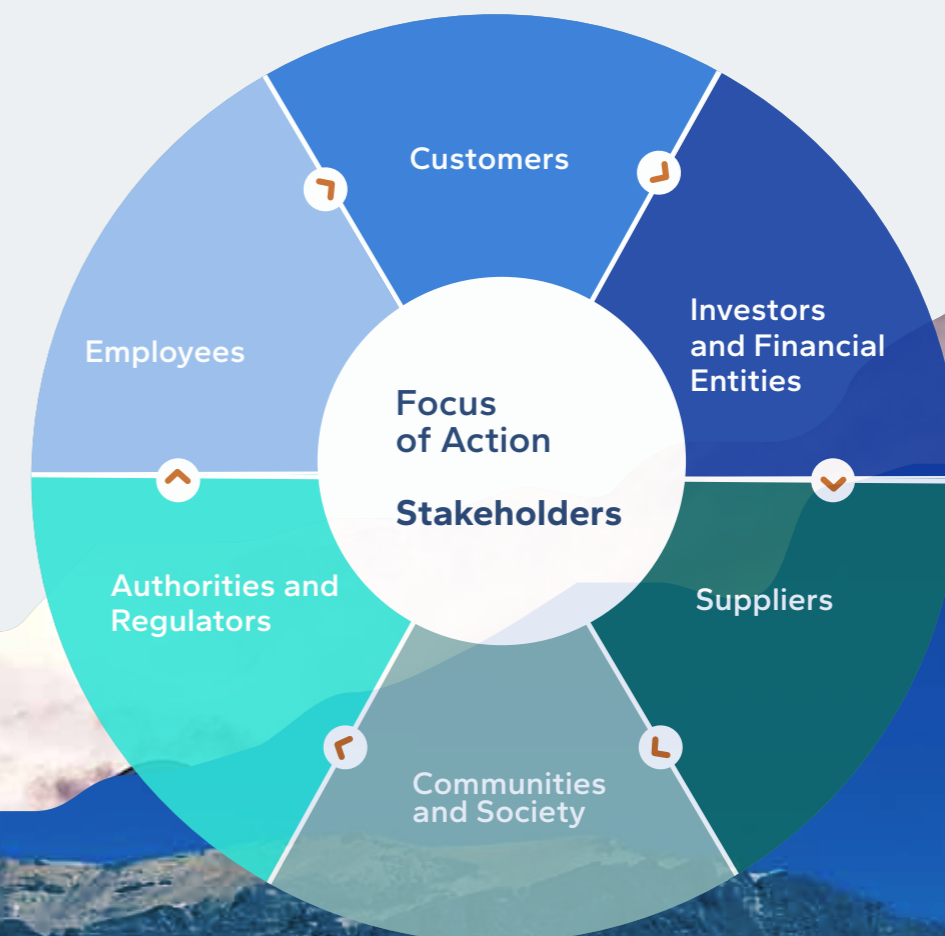 Customers
Investors
and Financial
Entities
Employees
Focus
of Action
Stakeholders
Authorities and
Regulators
Suppliers
Communities
and Society